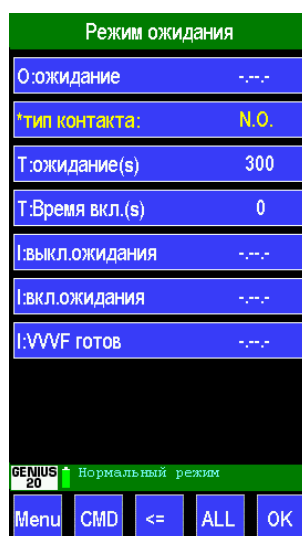 Режим ожидания
O:ожидание -.--.-
*тип контакта: N.O.
T:ожидание(s) 300
T:Время вкл.(s) 0
I:выкл.ожидания -.--.-
I:вкл.ожидания -.--.-
I:VVVF готов -.--.-
GENIUS 20 Нормальный режим
Menu CMD <= ALL OK